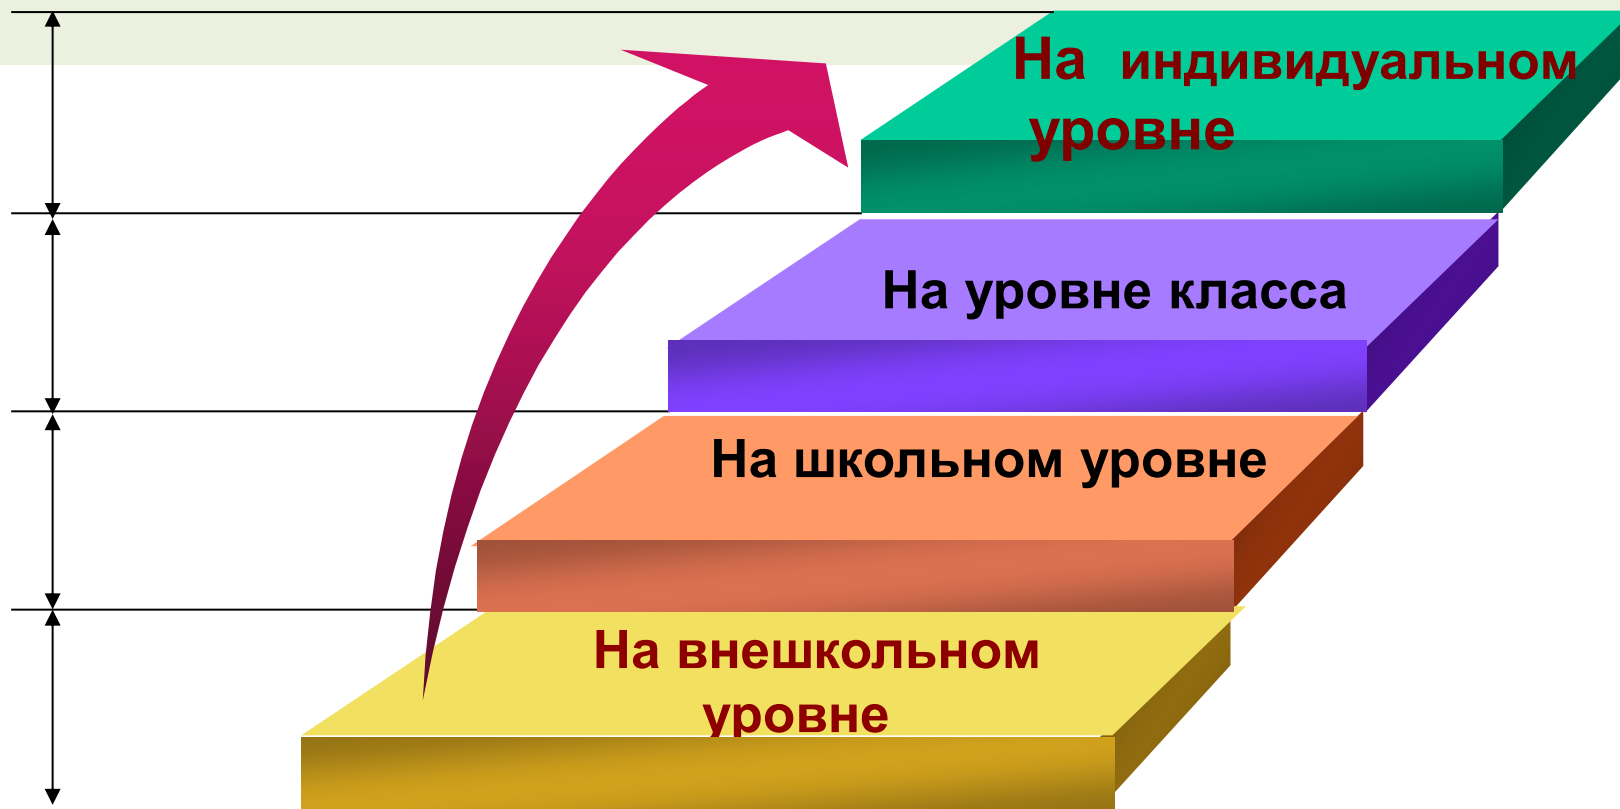 На индивидуальном
уровне
На уровне класса
На школьном уровне
На внешкольном
уровне